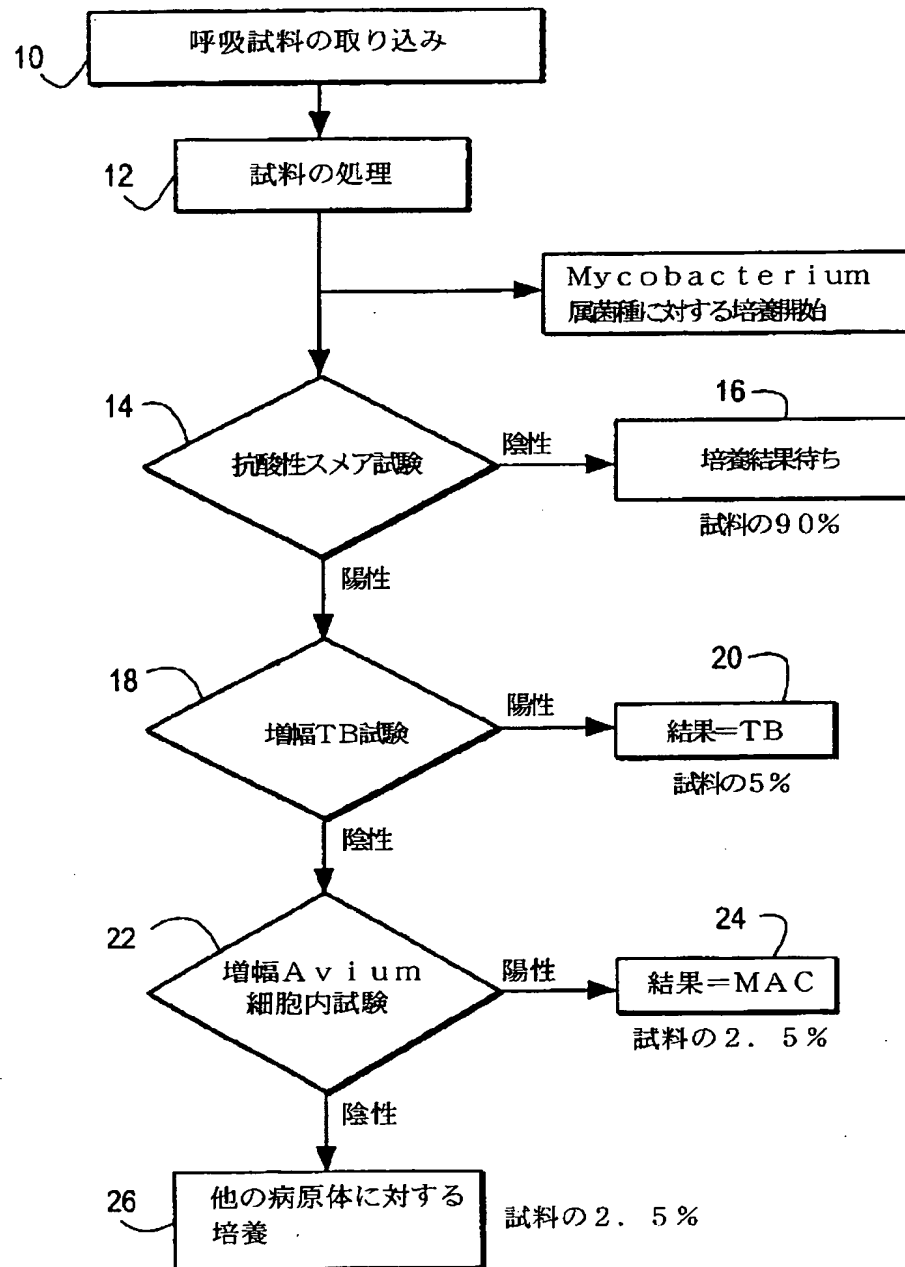 呼吸試料の取り込み
10
試料の処理
12
Mycobacterium
属菌種に対する培養開始
14
抗酸性スメア試験
陰性
16
培養結果待ち
試料の90%
陽性
18
増幅TB試験
陽性
20
結果=TB
試料の5%
陰性
22
増幅Avium
細胞内試験
陽性
24
結果=MAC
試料の2.5%
陰性
26
他の病原体に対する
培養
試料の2.5%